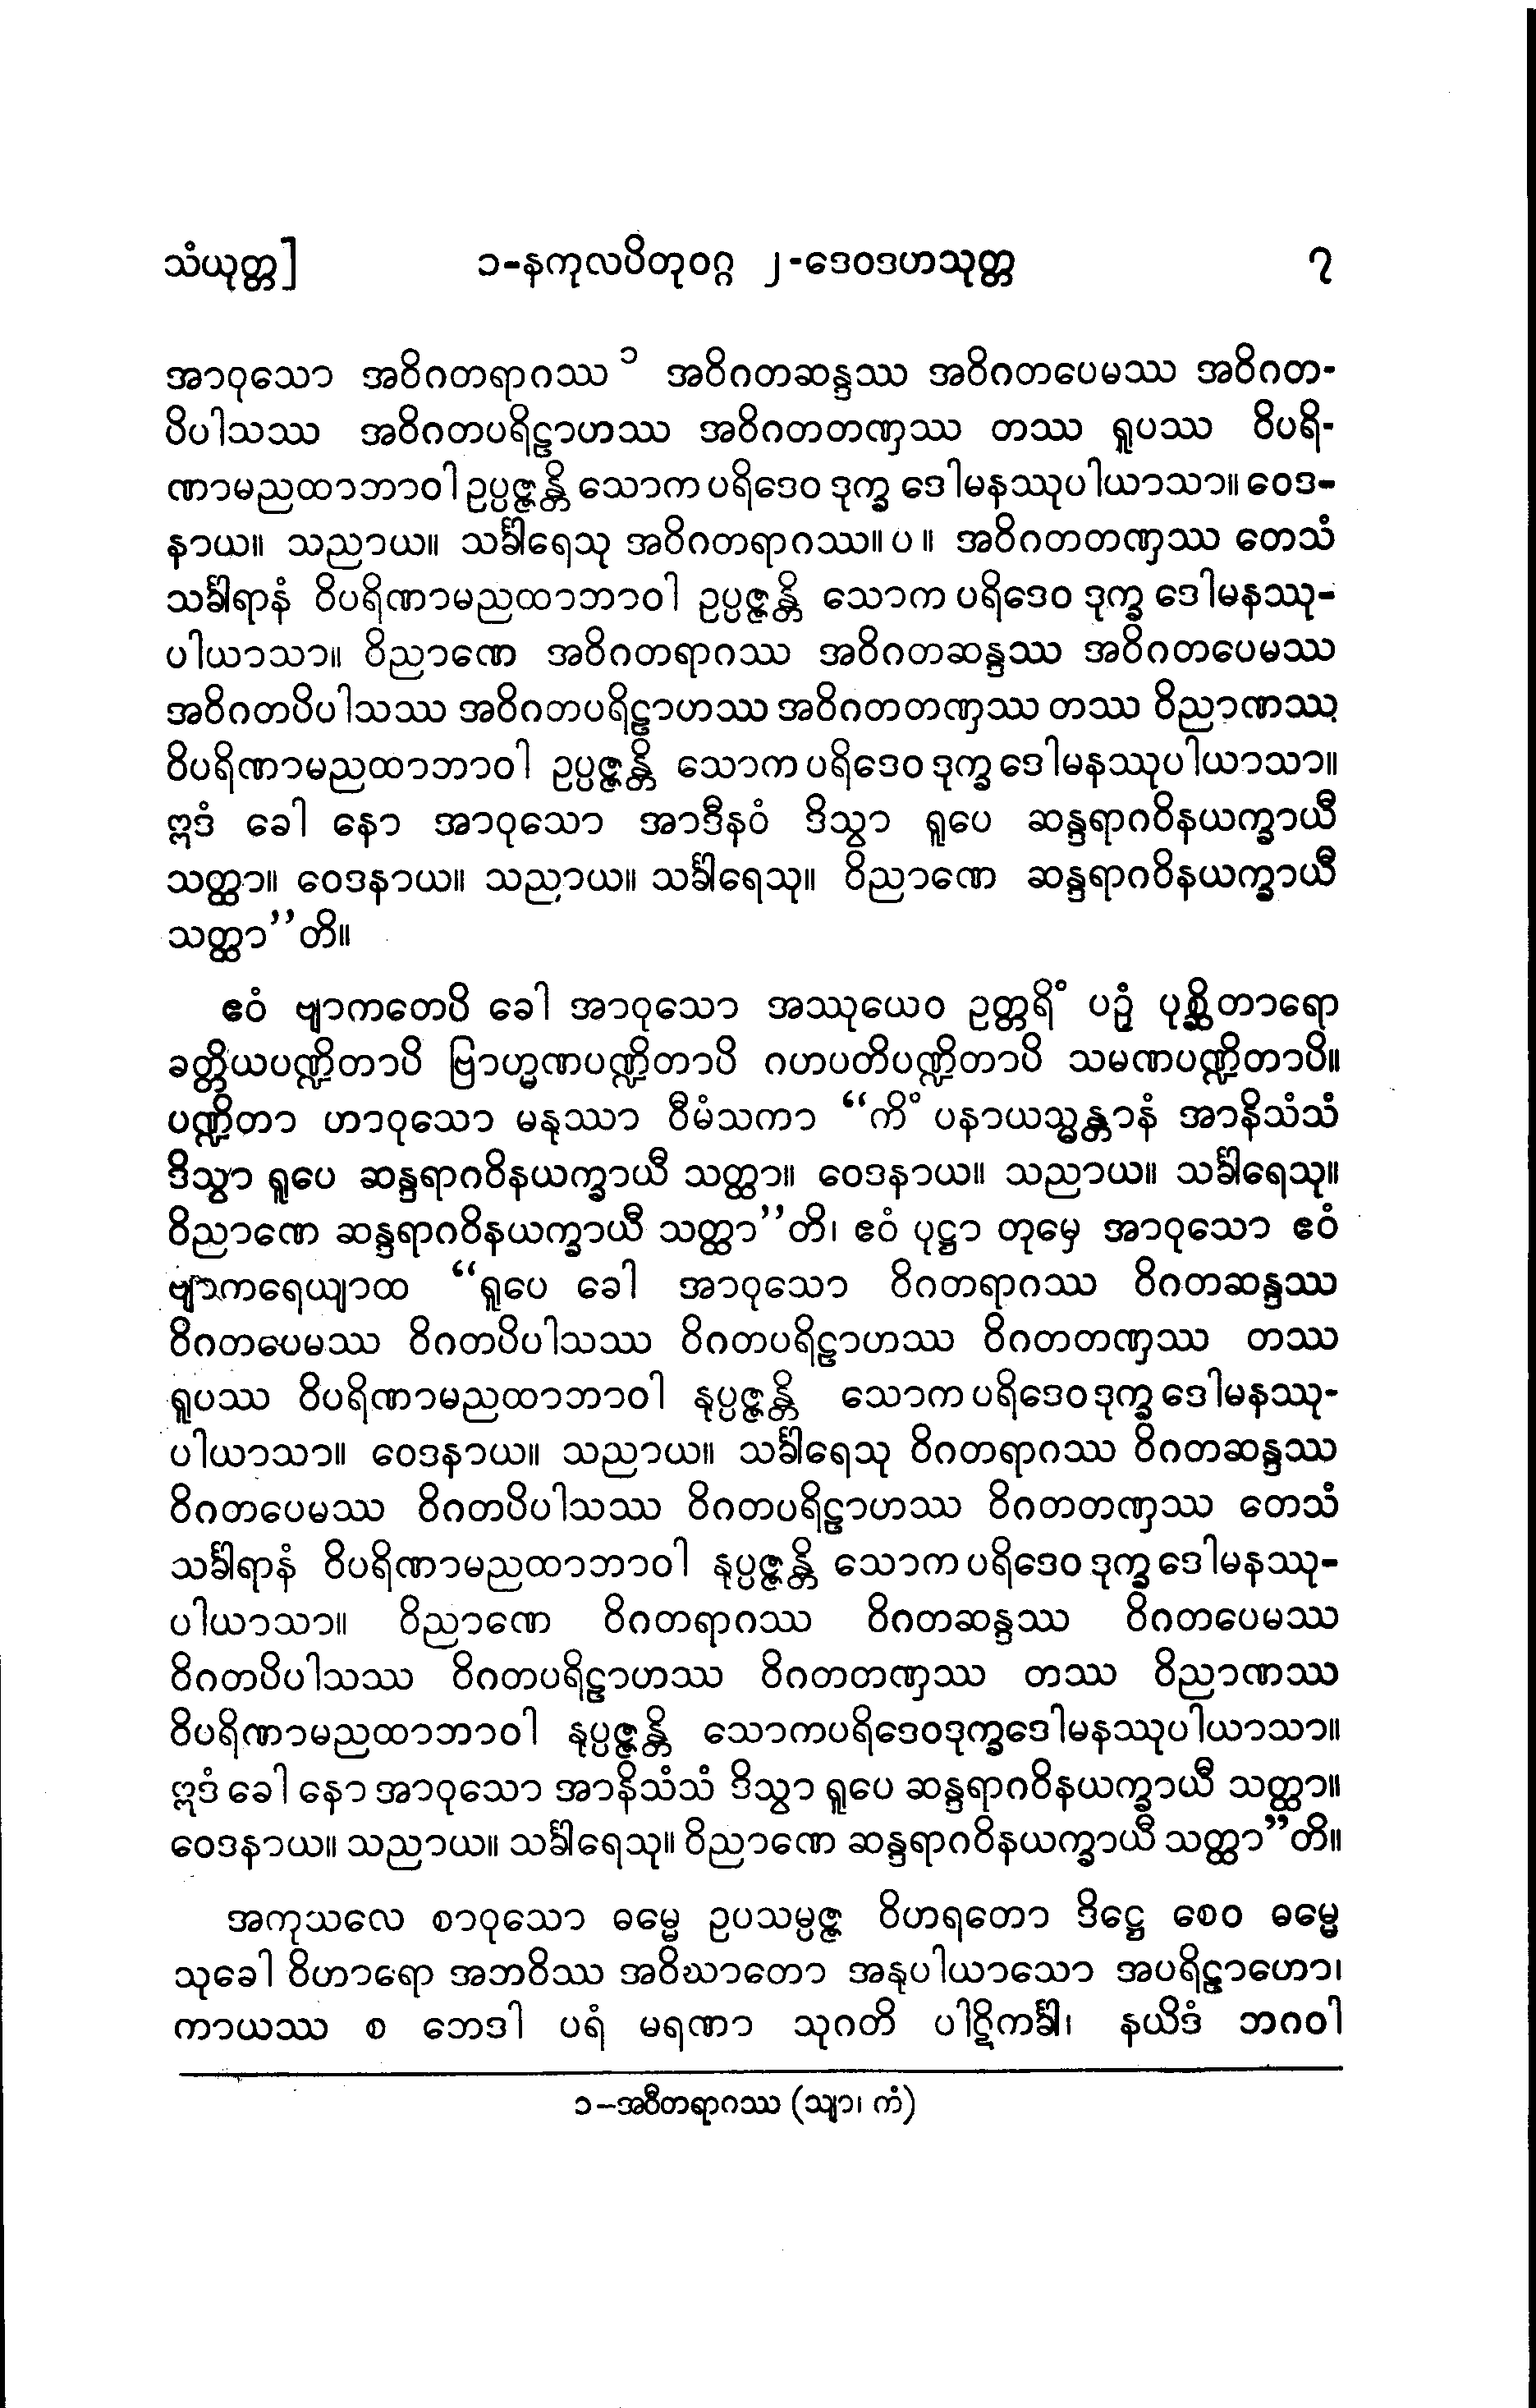 သံယုတ္တ] ၁-နကုလပိတုဝဂ္ဂ ၂-ဒေဝဒဟသုတ္တ ၇
အာဝုသော အဝိဂတရာဂဿ ၁ အဝိဂတဆန္ဒဿ အဝိဂတပေမဿ အဝိဂတ-
ပိပါသဿ အဝိဂတပရိဠာဟဿ အဝိဂတတဏှဿ တဿ ရူပဿ ဝိပရိ-
ဏာမညထာဘာဝါ ဥပ္ပဇ္ဇန္တိ သောက ပရိဒေဝ ဒုက္ခ ဒေါမနဿုပါယာသာ။ ဝေဒ-
နာယ။ သညာယ။ သင်္ခါရေသု အဝိဂတရာဂဿ။ ပ ။ အဝိဂတတဏှဿ တေသံ
သင်္ခါရာနံ ဝိပရိဏာမညထာဘာဝါ ဥပ္ပဇ္ဇန္တိ သောက ပရိဒေဝ ဒုက္ခ ဒေါမနဿု-
ပါယာသာ။ ဝိညာဏေ အဝိဂတရာဂဿ အဝိဂတဆန္ဒဿ အဝိဂတပေမဿ
အဝိဂတပိပါသဿ အဝိဂတပရိဠာဟဿ အဝိဂတတဏှဿ တဿ ဝိညာဏဿ
ဝိပရိဏာမညထာဘာဝါ ဥပ္ပဇ္ဇန္တိ သောက ပရိဒေဝ ဒုက္ခ ဒေါမနဿုပါယာသာ။
ဣဒံ ခေါ နော အာဝုသော အာဒီနဝံ ဒိသွာ ရူပေ ဆန္ဒရာဂဝိနယက္ခာယီ
သတ္ထာ။ ဝေဒနာယ။ သညာယ။ သင်္ခါရေသု။ ဝိညာဏေ ဆန္ဒရာဂဝိနယက္ခာယီ
သတ္ထာ”တိ။
ဧဝံ ဗျာကတေပိ ခေါ အာဝုသော အဿုယေဝ ဥတ္တရိံ ပဉှံ ပုစ္ဆိတာရော
ခတ္တိယပဏ္ဍိတာပိ ဗြာဟ္မဏပဏ္ဍိတာပိ ဂဟပတိပဏ္ဍိတာပိ သမဏပဏ္ဍိတာပိ။
ပဏ္ဍိတာ ဟာဝုသော မနုဿာ ဝီမံသကာ “ကိံ ပနာယသ္မန္တာနံ အာနိသံသံ
ဒိသွာ ရူပေ ဆန္ဒရာဂဝိနယက္ခာယီ သတ္ထာ။ ဝေဒနာယ။ သညာယ။ သင်္ခါရေသု။
ဝိညာဏေ ဆန္ဒရာဂဝိနယက္ခာယီ သတ္ထာ”တိ၊ ဧဝံ ပုဋ္ဌာ တုမှေ အာဝုသော ဧဝံ
ဗျာကရေယျာထ “ရူပေ ခေါ အာဝုသော ဝိဂတရာဂဿ ဝိဂတဆန္ဒဿ
ဝိဂတပေမဿ ဝိဂတပိပါသဿ ဝိဂတပရိဠာဟဿ ဝိဂတတဏှဿ တဿ
ရူပဿ ဝိပရိဏာမညထာဘာဝါ နုပ္ပဇ္ဇန္တိ သောက ပရိဒေဝ ဒုက္ခ ဒေါမနဿု-
ပါယာသာ။ ဝေဒနာယ။ သညာယ။ သင်္ခါရေသု ဝိဂတရာဂဿ ဝိဂတဆန္ဒဿ
ဝိဂတပေမဿ ဝိဂတပိပါသဿ ဝိဂတပရိဠာဟဿ ဝိဂတတဏှဿ တေသံ
သင်္ခါရာနံ ဝိပရိဏာမညထာဘာဝါ နုပ္ပဇ္ဇန္တိ သောက ပရိဒေဝ ဒုက္ခ ဒေါမနဿု-
ပါယာသာ။ ဝိညာဏေ ဝိဂတရာဂဿ ဝိဂတဆန္ဒဿ ဝိဂတပေမဿ
ဝိဂတပိပါသဿ ဝိဂတပရိဠာဟဿ ဝိဂတတဏှဿ တဿ ဝိညာဏဿ
ဝိပရိဏာမညထာဘာဝါ နုပ္ပဇ္ဇန္တိ သောကပရိဒေဝဒုက္ခဒေါမနဿုပါယာသာ။
ဣဒံ ခေါ နော အာဝုသော အာနိသံသံ ဒိသွာ ရူပေ ဆန္ဒရာဂဝိနယက္ခာယီ သတ္ထာ။
ဝေဒနာယ။ သညာယ။ သင်္ခါရေသု။ ဝိညာဏေ ဆန္ဒရာဂဝိနယက္ခာယီ သတ္ထာ”တိ။
အကုသလေ စာဝုသော ဓမ္မေ ဥပသမ္ပဇ္ဇ ဝိဟရတော ဒိဋ္ဌေ စေဝ ဓမ္မေ
သုခေါ ဝိဟာရော အဘဝိဿ အဝိဃာတော အနုပါယာသော အပရိဠာဟော၊
ကာယဿ စ ဘေဒါ ပရံ မရဏာ သုဂတိ ပါဋိကင်္ခါ၊ နယိဒံ ဘဂဝါ
၁-အဝီတရာဂဿ (သျာ၊ ကံ)